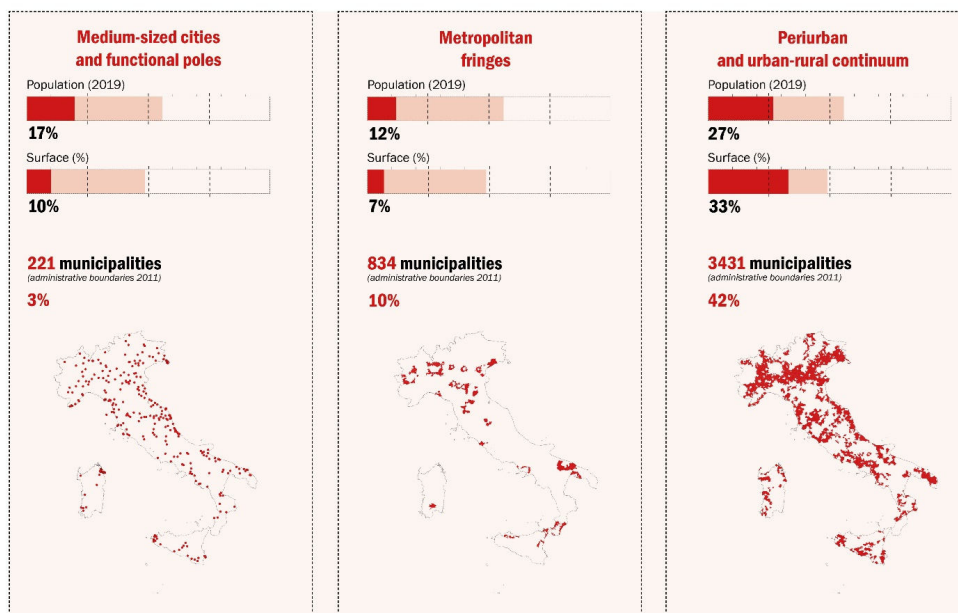 Medium-sized cities
and functional poles
Population (2019)
17%
Surface (%)
10%
221 municipalities
(administrative boundaries 2011)
3%
Metropolitan
fringes
Population (2019)
12%
Surface (%)
7%
834 municipalities
(administrative boundaries 2011)
10%
Periurban
and urban-rural continuum
Population (2019)
27%
Surface (%)
33%
3431 municipalities
(administrative boundaries 2011)
42%